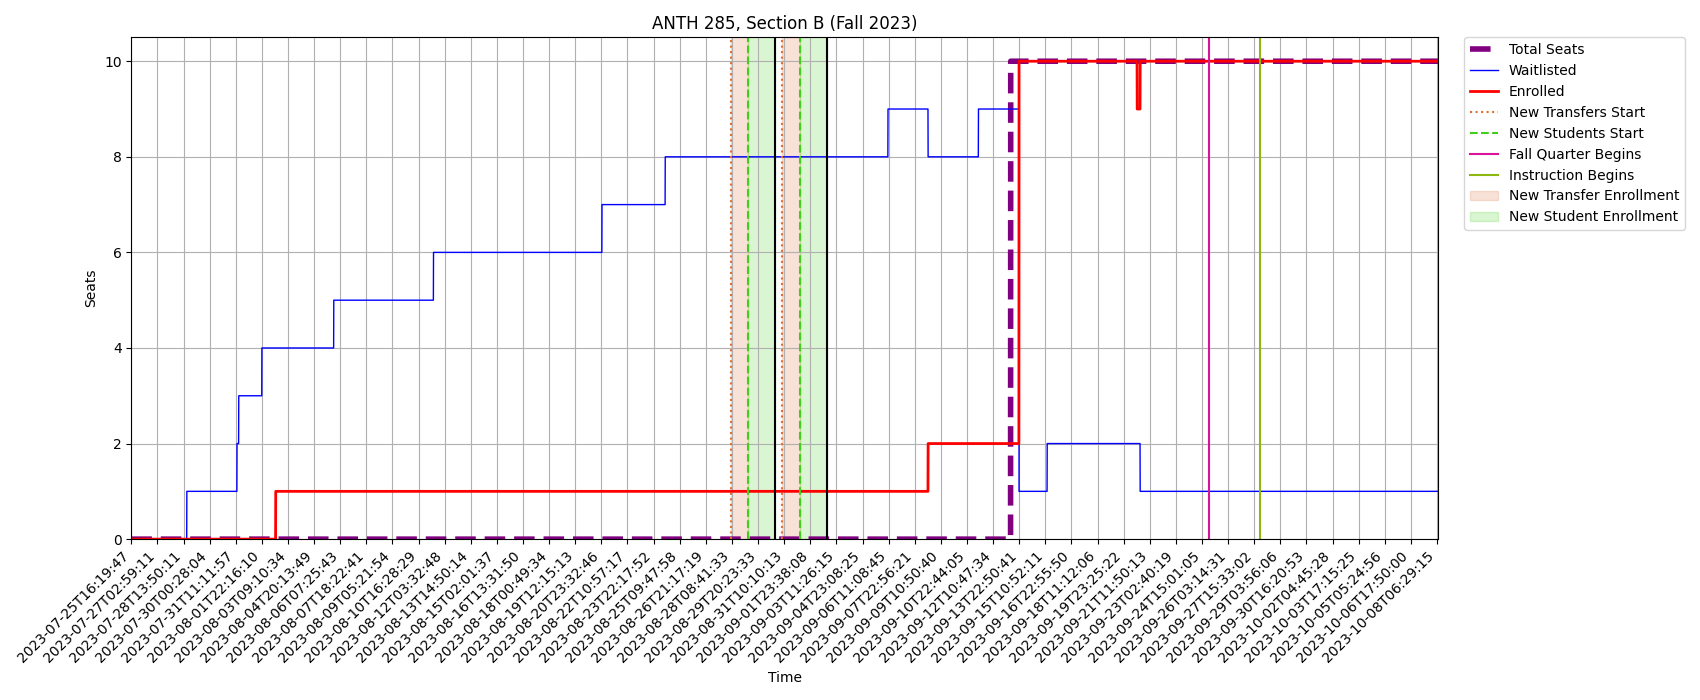 ANTH 285, Section B (Fall 2023)
10
8
6
4
2
0
Seats
2023-07-25T16:19:47
2023-07-27T02:59:11
2023-07-28T13:50:11
2023-07-30T00:28:04
2023-07-31T11:11:57
2023-08-01T22:16:10
2023-08-03T09:10:34
2023-08-04T20:13:49
2023-08-06T07:25:43
2023-08-07T18:22:41
2023-08-09T05:21:54
2023-08-10T16:28:29
2023-08-12T03:32:48
2023-08-13T14:50:14
2023-08-15T02:01:37
2023-08-16T13:31:50
2023-08-18T00:49:34
2023-08-19T12:15:13
2023-08-20T23:32:46
2023-08-22T10:57:17
2023-08-23T22:17:52
2023-08-25T09:47:58
2023-08-26T21:17:19
2023-08-28T08:41:33
2023-08-29T20:23:33
2023-08-31T10:10:13
2023-09-01T23:38:08
2023-09-03T11:26:15
2023-09-04T23:08:25
2023-09-06T11:08:45
2023-09-07T22:56:21
2023-09-09T10:50:40
2023-09-10T22:44:05
2023-09-12T10:47:34
2023-09-13T22:50:41
2023-09-15T10:52:11
2023-09-16T22:55:50
2023-09-18T11:12:06
2023-09-19T23:25:22
2023-09-21T11:50:13
2023-09-23T02:40:19
2023-09-24T15:01:05
2023-09-26T03:14:31
2023-09-27T15:33:02
2023-09-29T03:56:06
2023-09-30T16:20:53
2023-10-02T04:45:28
2023-10-03T17:15:25
2023-10-05T05:24:56
2023-10-06T17:50:00
2023-10-08T06:29:15
Time
Total Seats
Waitlisted
Enrolled
New Transfers Start
New Students Start
Fall Quarter Begins
Instruction Begins
New Transfer Enrollment
New Student Enrollment